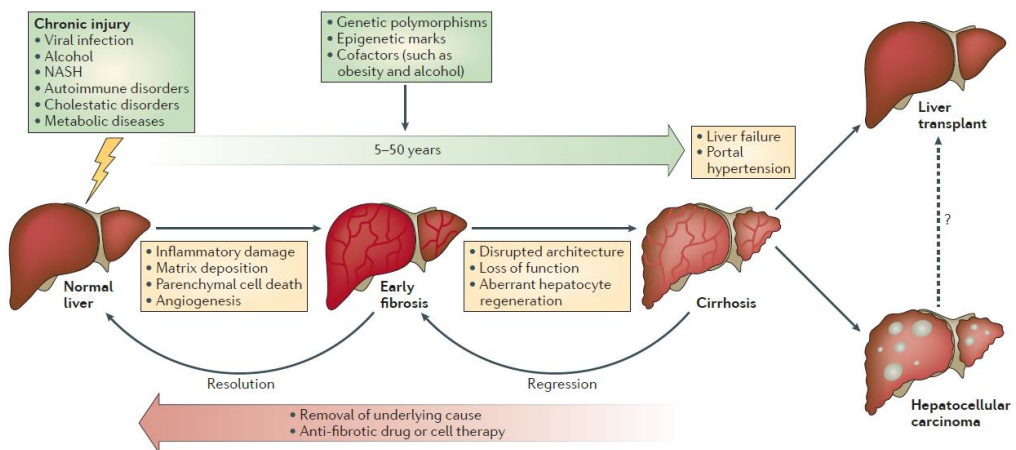 Chronic injury
• Viral infection
• Alcohol
• NASH
• Autoimmune disorders
• Cholestatic disorders
• Metabolic diseases
• Genetic polymorphisms
• Epigenetic marks
• Cofactors (such as
obesity and alcohol)
5–50 years
• Liver failure
• Portal
hypertension
Liver
transplant
Normal
liver
• Inflammatory damage
• Matrix deposition
• Parenchymal cell death
• Angiogenesis
Early
fibrosis
• Disrupted architecture
• Loss of function
• Aberrant hepatocyte
regeneration
Cirrhosis
?
Hepatocellular
carcinoma
Resolution
Regression
• Removal of underlying cause
• Anti-fibrotic drug or cell therapy